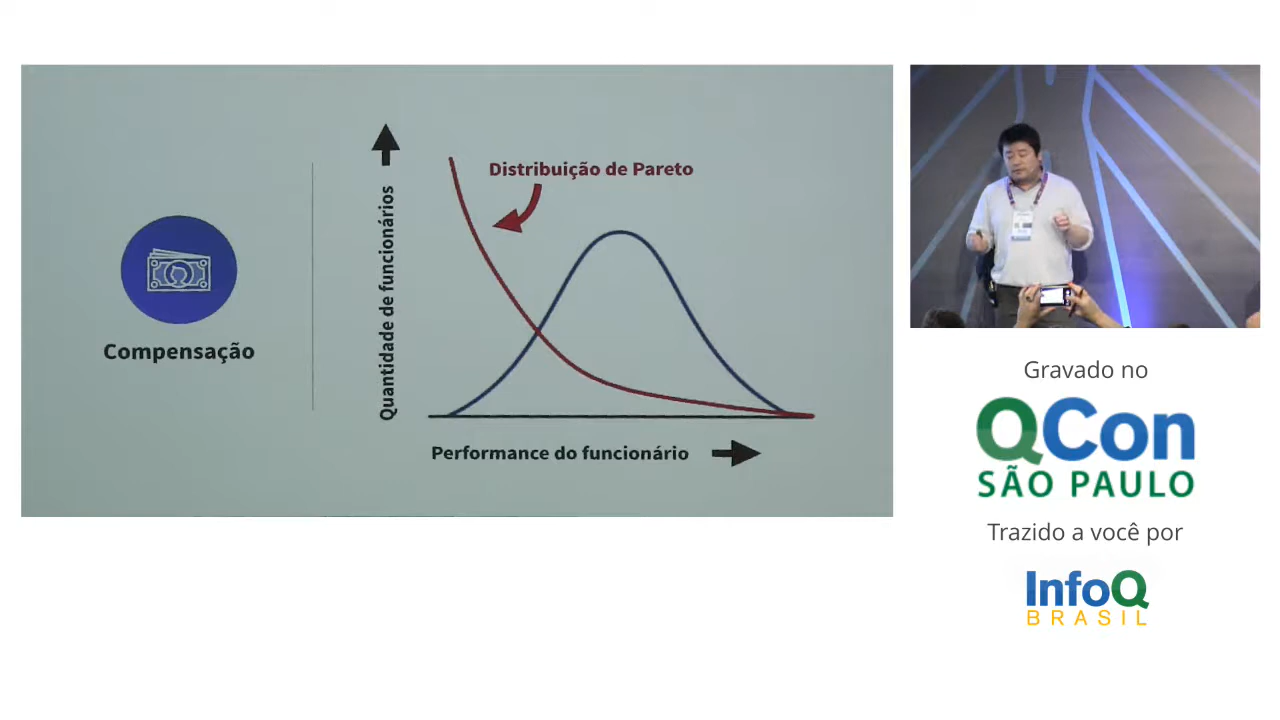 Distribuição de Pareto
Quantidade de funcionários
Compensação
Performance do funcionário
Gravado no
QCon
SÃO PAULO
Trazido a você por
InfoQ
BRASIL